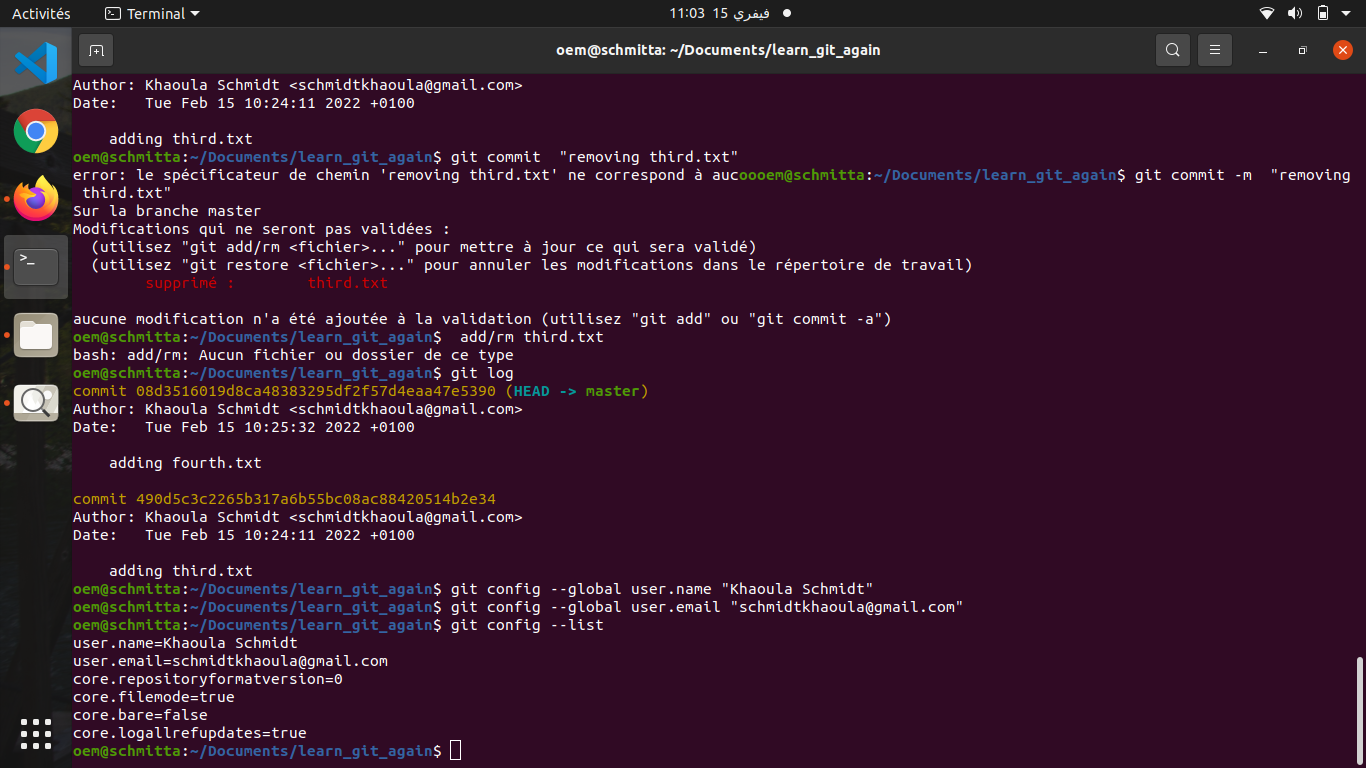 Activités
Terminal
11:03 15 فيفري
oem@schmitta: ~/Documents/learn_git_again
Author: Khaoula Schmidt <schmidtkhaoula@gmail.com>
Date:   Tue Feb 15 10:24:11 2022 +0100
    adding third.txt
oem@schmitta:~/Documents/learn_git_again$ git commit  "removing third.txt"
error: le spécificateur de chemin 'removing third.txt' ne correspond à aucoooem@schmitta:~/Documents/learn_git_again$ git commit -m  "removing
 third.txt"
Sur la branche master
Modifications qui ne seront pas validées :
  (utilisez "git add/rm <fichier>..." pour mettre à jour ce qui sera validé)
  (utilisez "git restore <fichier>..." pour annuler les modifications dans le répertoire de travail)
        supprimé :        third.txt
aucune modification n'a été ajoutée à la validation (utilisez "git add" ou "git commit -a")
oem@schmitta:~/Documents/learn_git_again$  add/rm third.txt
bash: add/rm: Aucun fichier ou dossier de ce type
oem@schmitta:~/Documents/learn_git_again$ git log
commit 08d3516019d8ca48383295df2f57d4eaa47e5390 (HEAD -> master)
Author: Khaoula Schmidt <schmidtkhaoula@gmail.com>
Date:   Tue Feb 15 10:25:32 2022 +0100
    adding fourth.txt
commit 490d5c3c2265b317a6b55bc08ac88420514b2e34
Author: Khaoula Schmidt <schmidtkhaoula@gmail.com>
Date:   Tue Feb 15 10:24:11 2022 +0100
    adding third.txt
oem@schmitta:~/Documents/learn_git_again$ git config --global user.name "Khaoula Schmidt"
oem@schmitta:~/Documents/learn_git_again$ git config --global user.email "schmidtkhaoula@gmail.com"
oem@schmitta:~/Documents/learn_git_again$ git config --list
user.name=Khaoula Schmidt
user.email=schmidtkhaoula@gmail.com
core.repositoryformatversion=0
core.filemode=true
core.bare=false
core.logallrefupdates=true
oem@schmitta:~/Documents/learn_git_again$